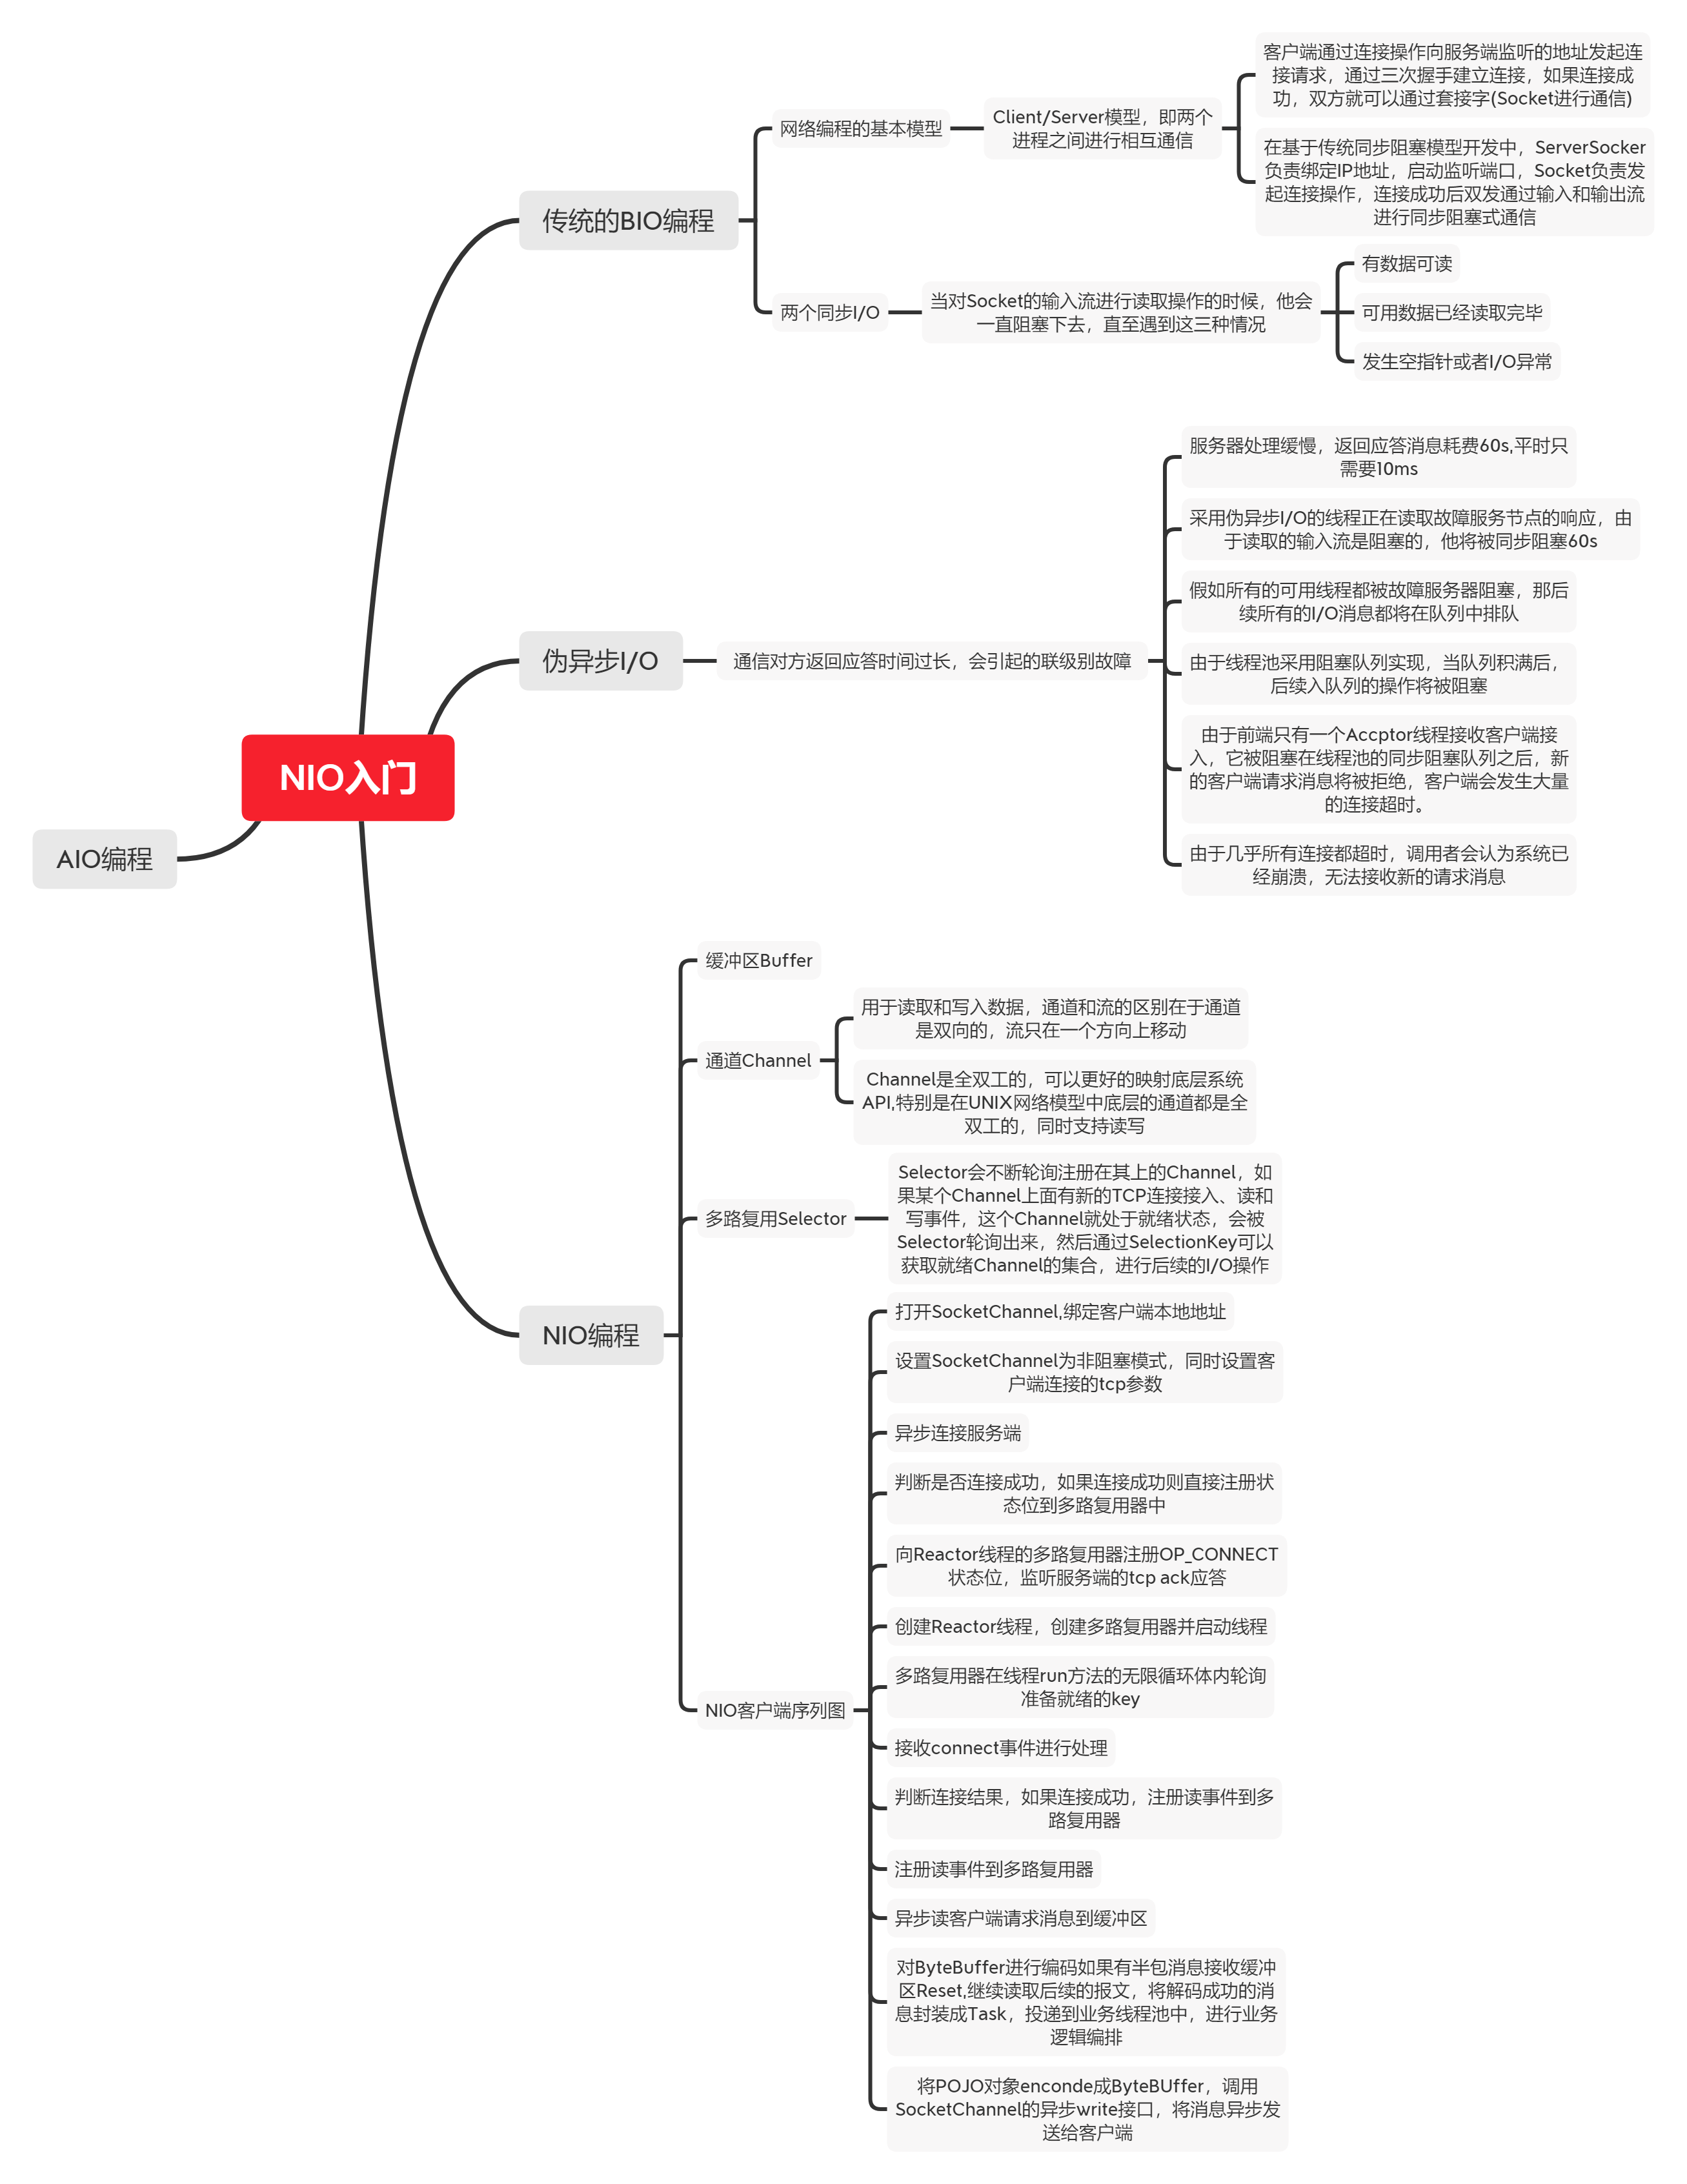 客户端通过连接操作向服务端监听的地址发起连
接请求，通过三次握手建立连接，如果连接成
功，双方就可以通过套接字(Socket进行通信)
网络编程的基本模型
Client/Server模型，即两个
进程之间进行相互通信
在基于传统同步阻塞模型开发中，ServerSocker
负责绑定IP地址，启动监听端口，Socket负责发
起连接操作，连接成功后双发通过输入和输出流
进行同步阻塞式通信
传统的BIO编程
两个同步I/O
当对Socket的输入流进行读取操作的时候，他会
一直阻塞下去，直至遇到这三种情况
有数据可读
可用数据已经读取完毕
发生空指针或者I/O异常
伪异步I/O
通信对方返回应答时间过长，会引起的联级别故障
服务器处理缓慢，返回应答消息耗费60s,平时只
需要10ms
采用伪异步I/O的线程正在读取故障服务节点的响应，由
于读取的输入流是阻塞的，他将被同步阻塞60s
假如所有的可用线程都被故障服务器阻塞，那后
续所有的I/O消息都将在队列中排队
由于线程池采用阻塞队列实现，当队列积满后，
后续入队列的操作将被阻塞
由于前端只有一个Accptor线程接收客户端接
入，它被阻塞在线程池的同步阻塞队列之后，新
的客户端请求消息将被拒绝，客户端会发生大量
的连接超时。
由于几乎所有连接都超时，调用者会认为系统已
经崩溃，无法接收新的请求消息
NIO入门
AIO编程
NIO编程
缓冲区Buffer
通道Channel
用于读取和写入数据，通道和流的区别在于通道
是双向的，流只在一个方向上移动
Channel是全双工的，可以更好的映射底层系统
API,特别是在UNIX网络模型中底层的通道都是全
双工的，同时支持读写
多路复用Selector
Selector会不断轮询注册在其上的Channel，如
果某个Channel上面有新的TCP连接接入、读和
写事件，这个Channel就处于就绪状态，会被
Selector轮询出来，然后通过SelectionKey可以
获取就绪Channel的集合，进行后续的I/O操作
NIO客户端序列图
打开SocketChannel,绑定客户端本地地址
设置SocketChannel为非阻塞模式，同时设置客
户端连接的tcp参数
异步连接服务端
判断是否连接成功，如果连接成功则直接注册状
态位到多路复用器中
向Reactor线程的多路复用器注册OP_CONNECT
状态位，监听服务端的tcp ack应答
创建Reactor线程，创建多路复用器并启动线程
多路复用器在线程run方法的无限循环体内轮询
准备就绪的key
接收connect事件进行处理
判断连接结果，如果连接成功，注册读事件到多
路复用器
注册读事件到多路复用器
异步读客户端请求消息到缓冲区
对ByteBuffer进行编码如果有半包消息接收缓冲
区Reset,继续读取后续的报文，将解码成功的消
息封装成Task，投递到业务线程池中，进行业务
逻辑编排
将POJO对象enconde成ByteBUffer，调用
SocketChannel的异步write接口，将消息异步发
送给客户端